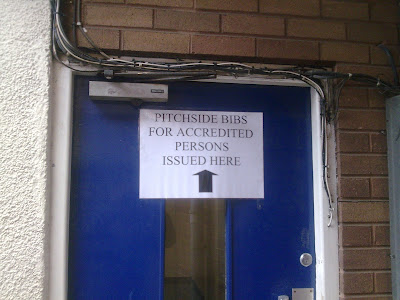 PITCHSIDE BIBS
FOR ACCREDITED
PERSONS
ISSUED HERE